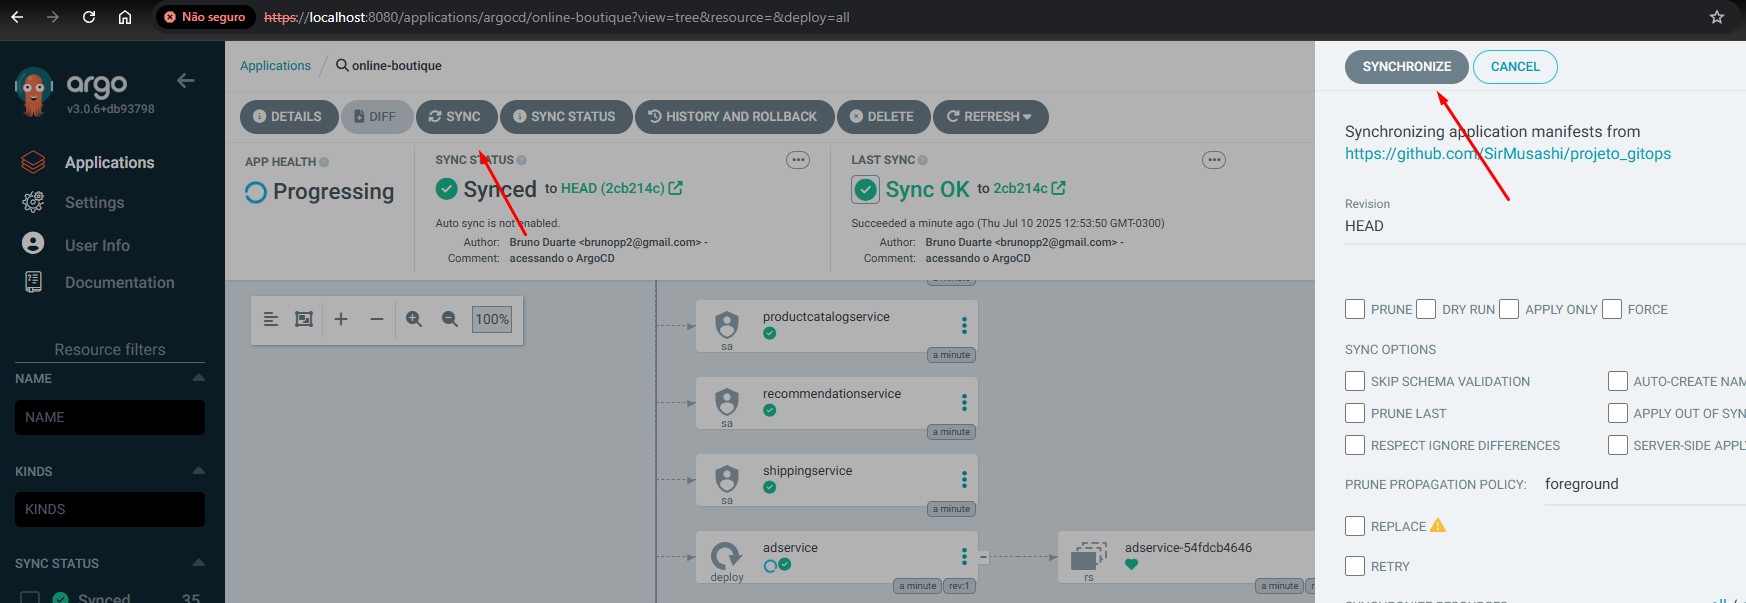 Não seguro https://localhost:8080/applications/argocd/online-boutique?view=tree&resource=&deploy=all
argo
v3.0.6+db93798
Applications
Settings
User Info
Documentation
Resource filters
NAME
NAME
KINDS
KINDS
SYNC STATUS
Synced 35
Applications / online-boutique
DETAILS DIFF SYNC SYNC STATUS HISTORY AND ROLLBACK DELETE REFRESH
APP HEALTH
Progressing
SYNC STATUS
Synced to HEAD (2cb214c)
Auto sync is not enabled.
Author: Bruno Duarte <brunopp2@gmail.com> -
Comment: acessando o ArgoCD
LAST SYNC
Sync OK to 2cb214c
Succeeded a minute ago (Thu Jul 10 2025 12:53:50 GMT-0300)
Author: Bruno Duarte <brunopp2@gmail.com> -
Comment: acessando o ArgoCD
100%
productcatalogservice
sa
a minute
recommendationservice
sa
a minute
shippingservice
sa
a minute
adservice
deploy
a minute rev:1
adservice-54fdcb4646
rs
a minute
SYNCHRONIZE CANCEL
Synchronizing application manifests from
https://github.com/SirMusashi/projeto_gitops
Revision
HEAD
PRUNE DRY RUN APPLY ONLY FORCE
SYNC OPTIONS
SKIP SCHEMA VALIDATION AUTO-CREATE NAM
PRUNE LAST APPLY OUT OF SYN
RESPECT IGNORE DIFFERENCES SERVER-SIDE APPL
PRUNE PROPAGATION POLICY: foreground
REPLACE
RETRY